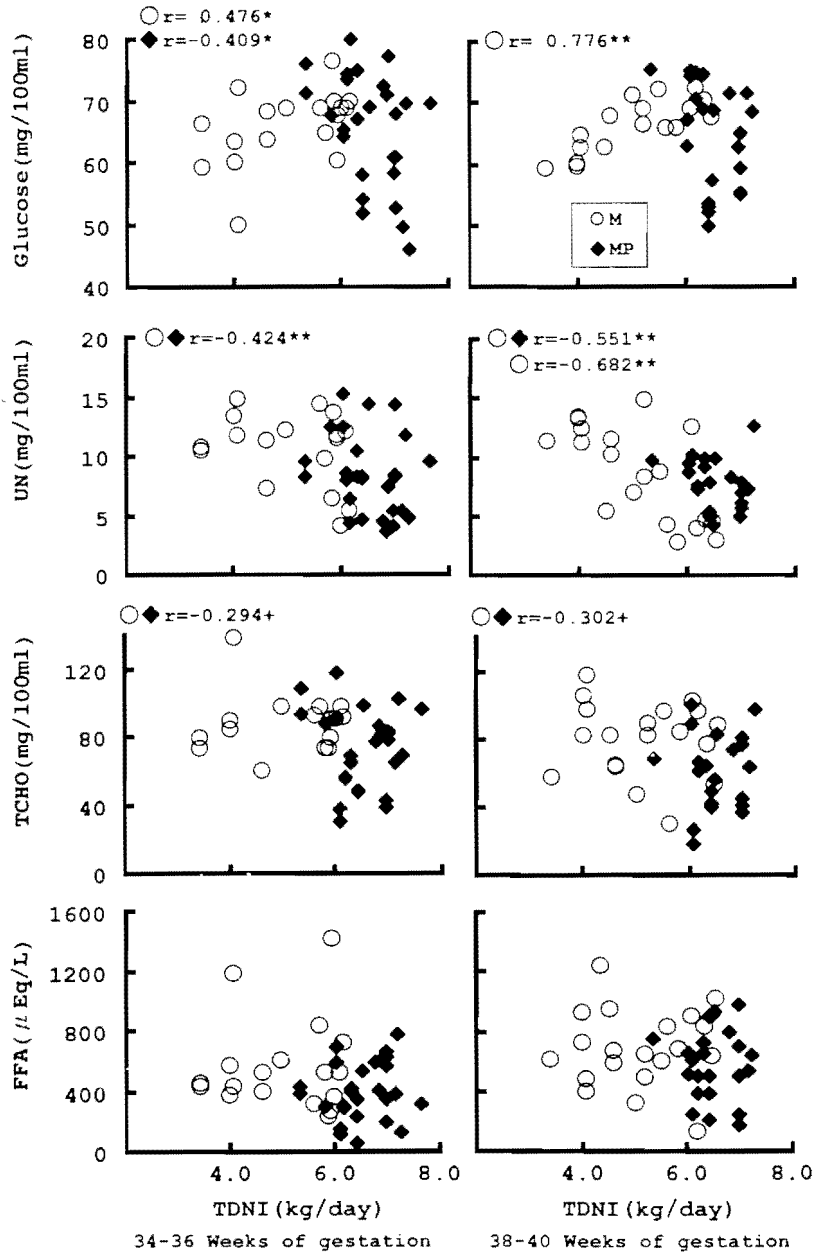 ○ r= 0.476*
◆ r=-0.409*
○ r= 0.776**
Glucose(mg/100ml)
80
70
60
50
40
○ M
◆ MP
○ ◆ r=-0.424**
○ ◆ r=-0.551**
○ r=-0.682**
UN(mg/100ml)
20
15
10
5
0
○ ◆ r=-0.294+
○ ◆ r=-0.302+
TCHO(mg/100ml)
120
80
40
0
FFA(μEq/L)
1600
1200
800
400
0
4.0 6.0 8.0
4.0 6.0 8.0
TDNI(kg/day)
TDNI(kg/day)
34-36 Weeks of gestation
38-40 Weeks of gestation